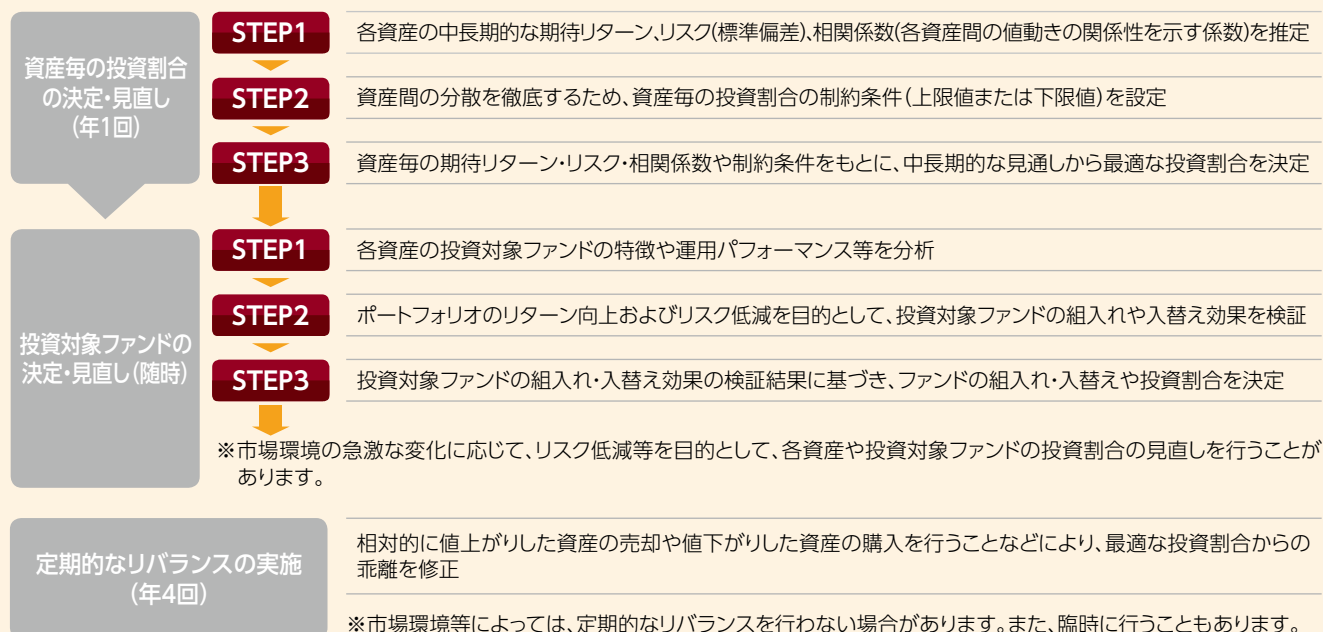 資産毎の投資割合
の決定・見直し
(年1回)
STEP1
各資産の中長期的な期待リターン、リスク(標準偏差)、相関係数(各資産間の値動きの関係性を示す係数)を推定
STEP2
資産間の分散を徹底するため、資産毎の投資割合の制約条件(上限値または下限値)を設定
STEP3
資産毎の期待リターン・リスク・相関係数や制約条件をもとに、中長期的な見通しから最適な投資割合を決定
投資対象ファンドの
決定・見直し(随時)
STEP1
各資産の投資対象ファンドの特徴や運用パフォーマンス等を分析
STEP2
ポートフォリオのリターン向上およびリスク低減を目的として、投資対象ファンドの組入れや入替え効果を検証
STEP3
投資対象ファンドの組入れ・入替え効果の検証結果に基づき、ファンドの組入れ・入替えや投資割合を決定
※市場環境の急激な変化に応じて、リスク低減等を目的として、各資産や投資対象ファンドの投資割合の見直しを行うことが
あります。
定期的なリバランスの実施
(年4回)
相対的に値上がりした資産の売却や値下がりした資産の購入を行うことなどにより、最適な投資割合からの
乖離を修正
※市場環境等によっては、定期的なリバランスを行わない場合があります。また、臨時に行うこともあります。